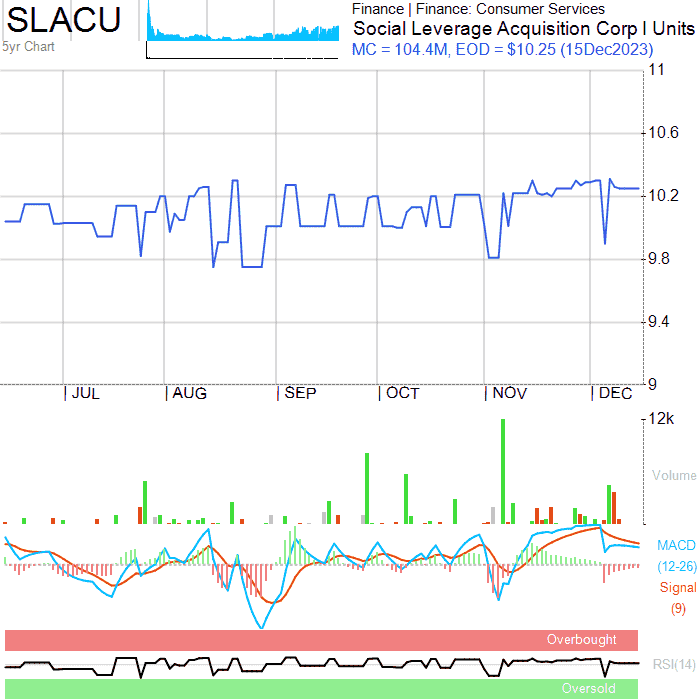 SLACU
5yr Chart
Finance | Finance: Consumer Services
Social Leverage Acquisition Corp I Units
MC = 104.4M, EOD = $10.25 (15Dec2023)
11
10.6
10.2
9.8
9.4
9
JUL
AUG
SEP
OCT
NOV
DEC
12k
Volume
MACD
(12-26)
Signal
(9)
Overbought
RSI(14)
Oversold